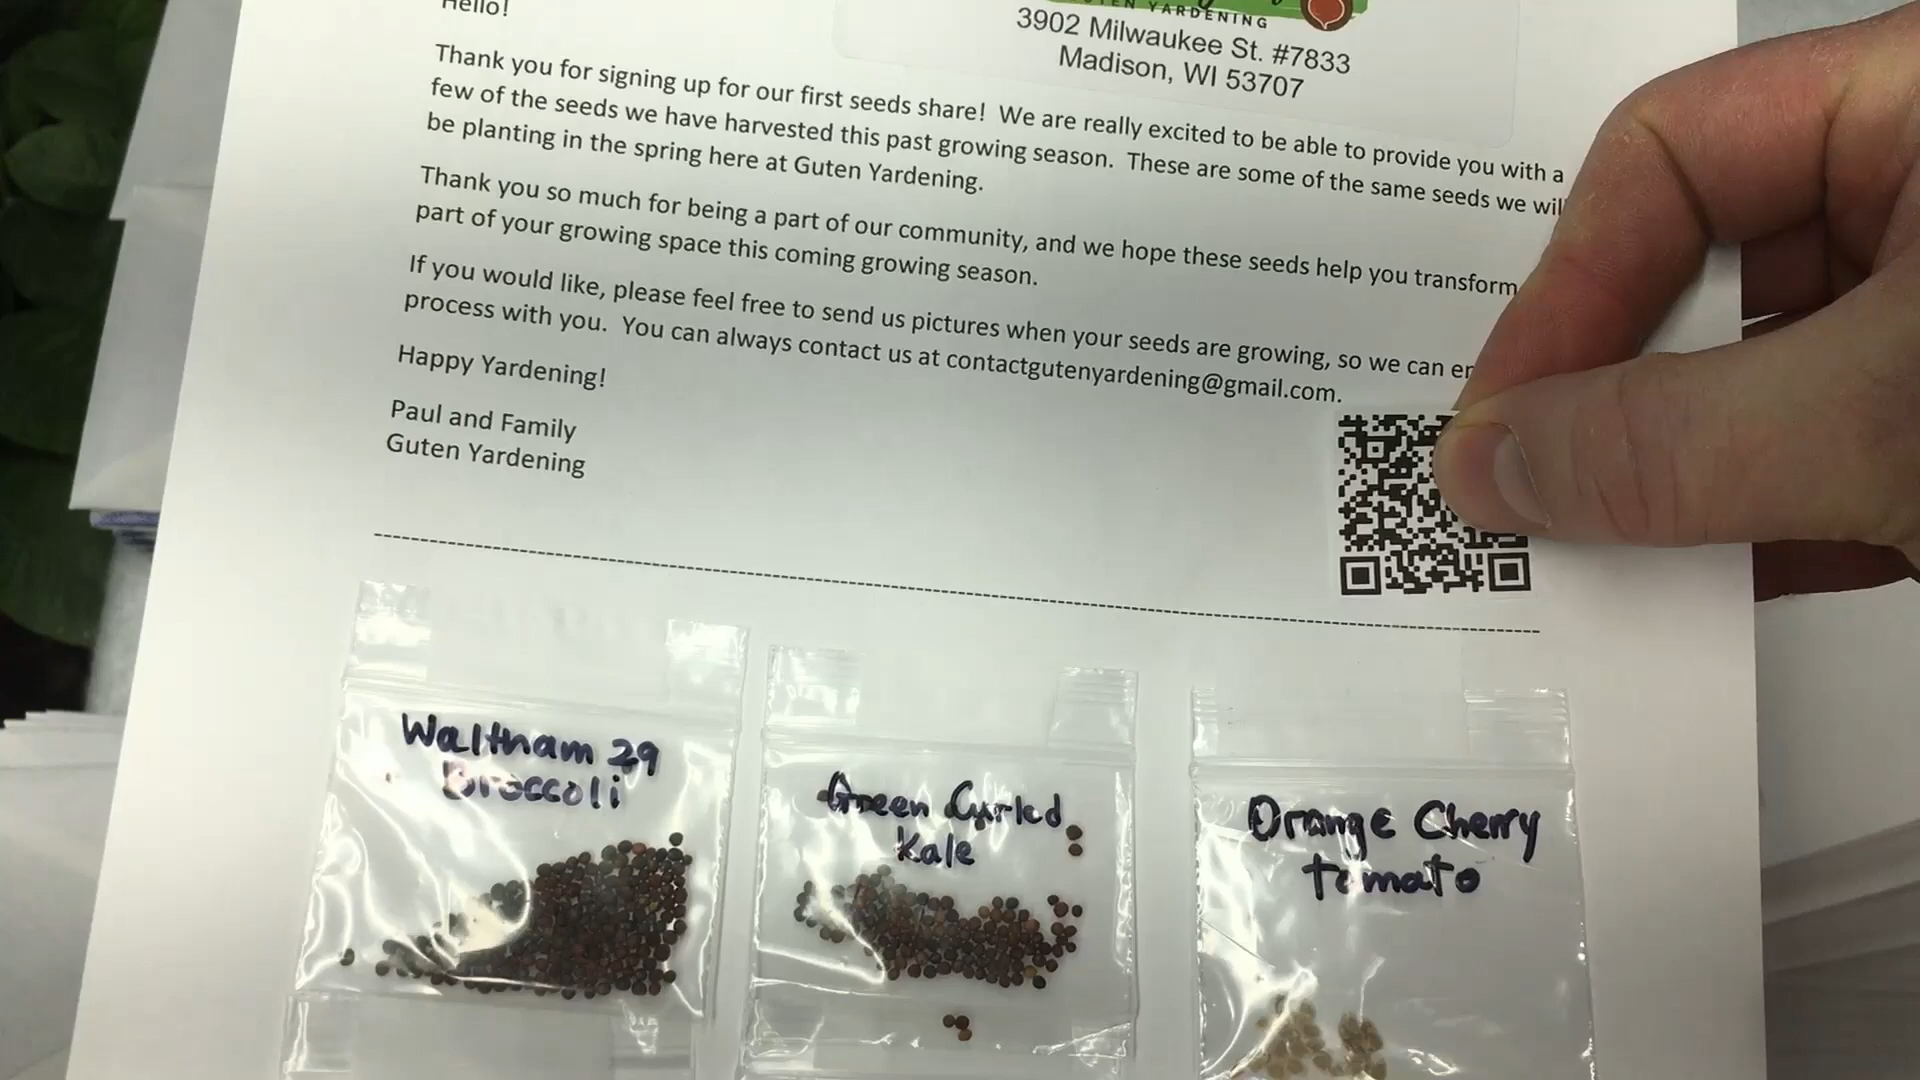 YARDENING
3902 Milwaukee St. #7833
Madison, WI 53707
Hello!
Thank you for signing up for our first seeds share!  We are really excited to be able to provide you with a
few of the seeds we have harvested this past growing season.  These are some of the same seeds we wil
be planting in the spring here at Guten Yardening.
Thank you so much for being a part of our community, and we hope these seeds help you transform
part of your growing space this coming growing season.
If you would like, please feel free to send us pictures when your seeds are growing, so we can
process with you.  You can always contact us at contactgutenyardening@gmail.com.
Happy Yardening!
Paul and Family
Guten Yardening
Waltham 29
Broccoli
Green Curled
Kale
Orange Cherry
tomato